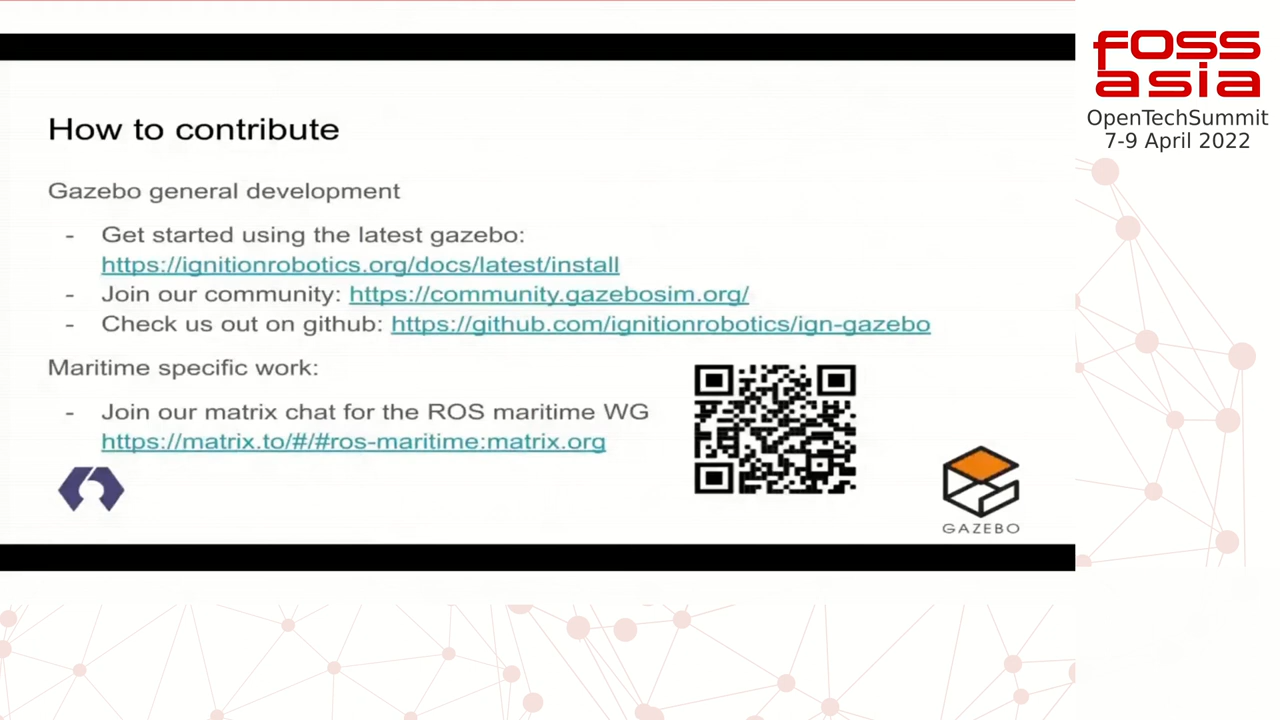 foss
asia
OpenTechSummit
7-9 April 2022
How to contribute
Gazebo general development
- Get started using the latest gazebo:
https://ignitionrobotics.org/docs/latest/install
- Join our community: https://community.gazebosim.org/
- Check us out on github: https://github.com/ignitionrobotics/ign-gazebo
Maritime specific work:
- Join our matrix chat for the ROS maritime WG
https://matrix.to/#/#ros-maritime:matrix.org
GAZEBO